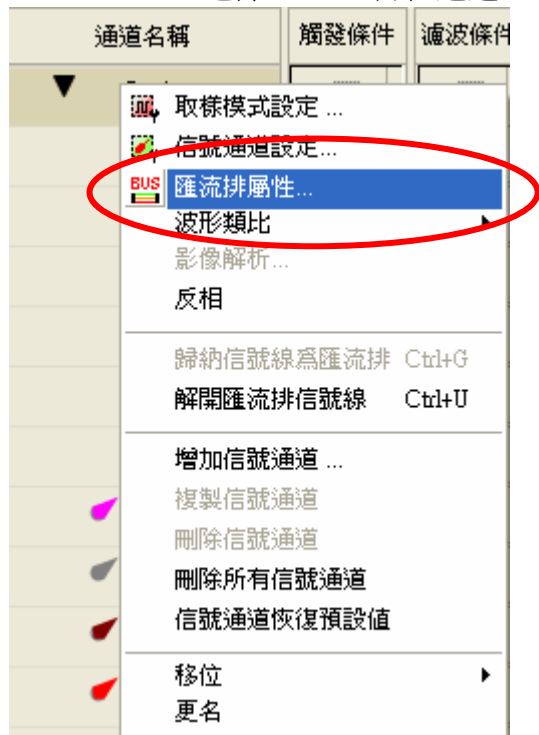 通道名稱 觸發條件 濾波條件
取樣模式設定 ...
信號通道設定...
BUS 匯流排屬性...
波形類比
影像解析...
反相
歸納信號線爲匯流排 Ctrl+G
解開匯流排信號線 Ctrl+U
增加信號通道 ...
複製信號通道
刪除信號通道
刪除所有信號通道
信號通道恢復預設值
移位
更名